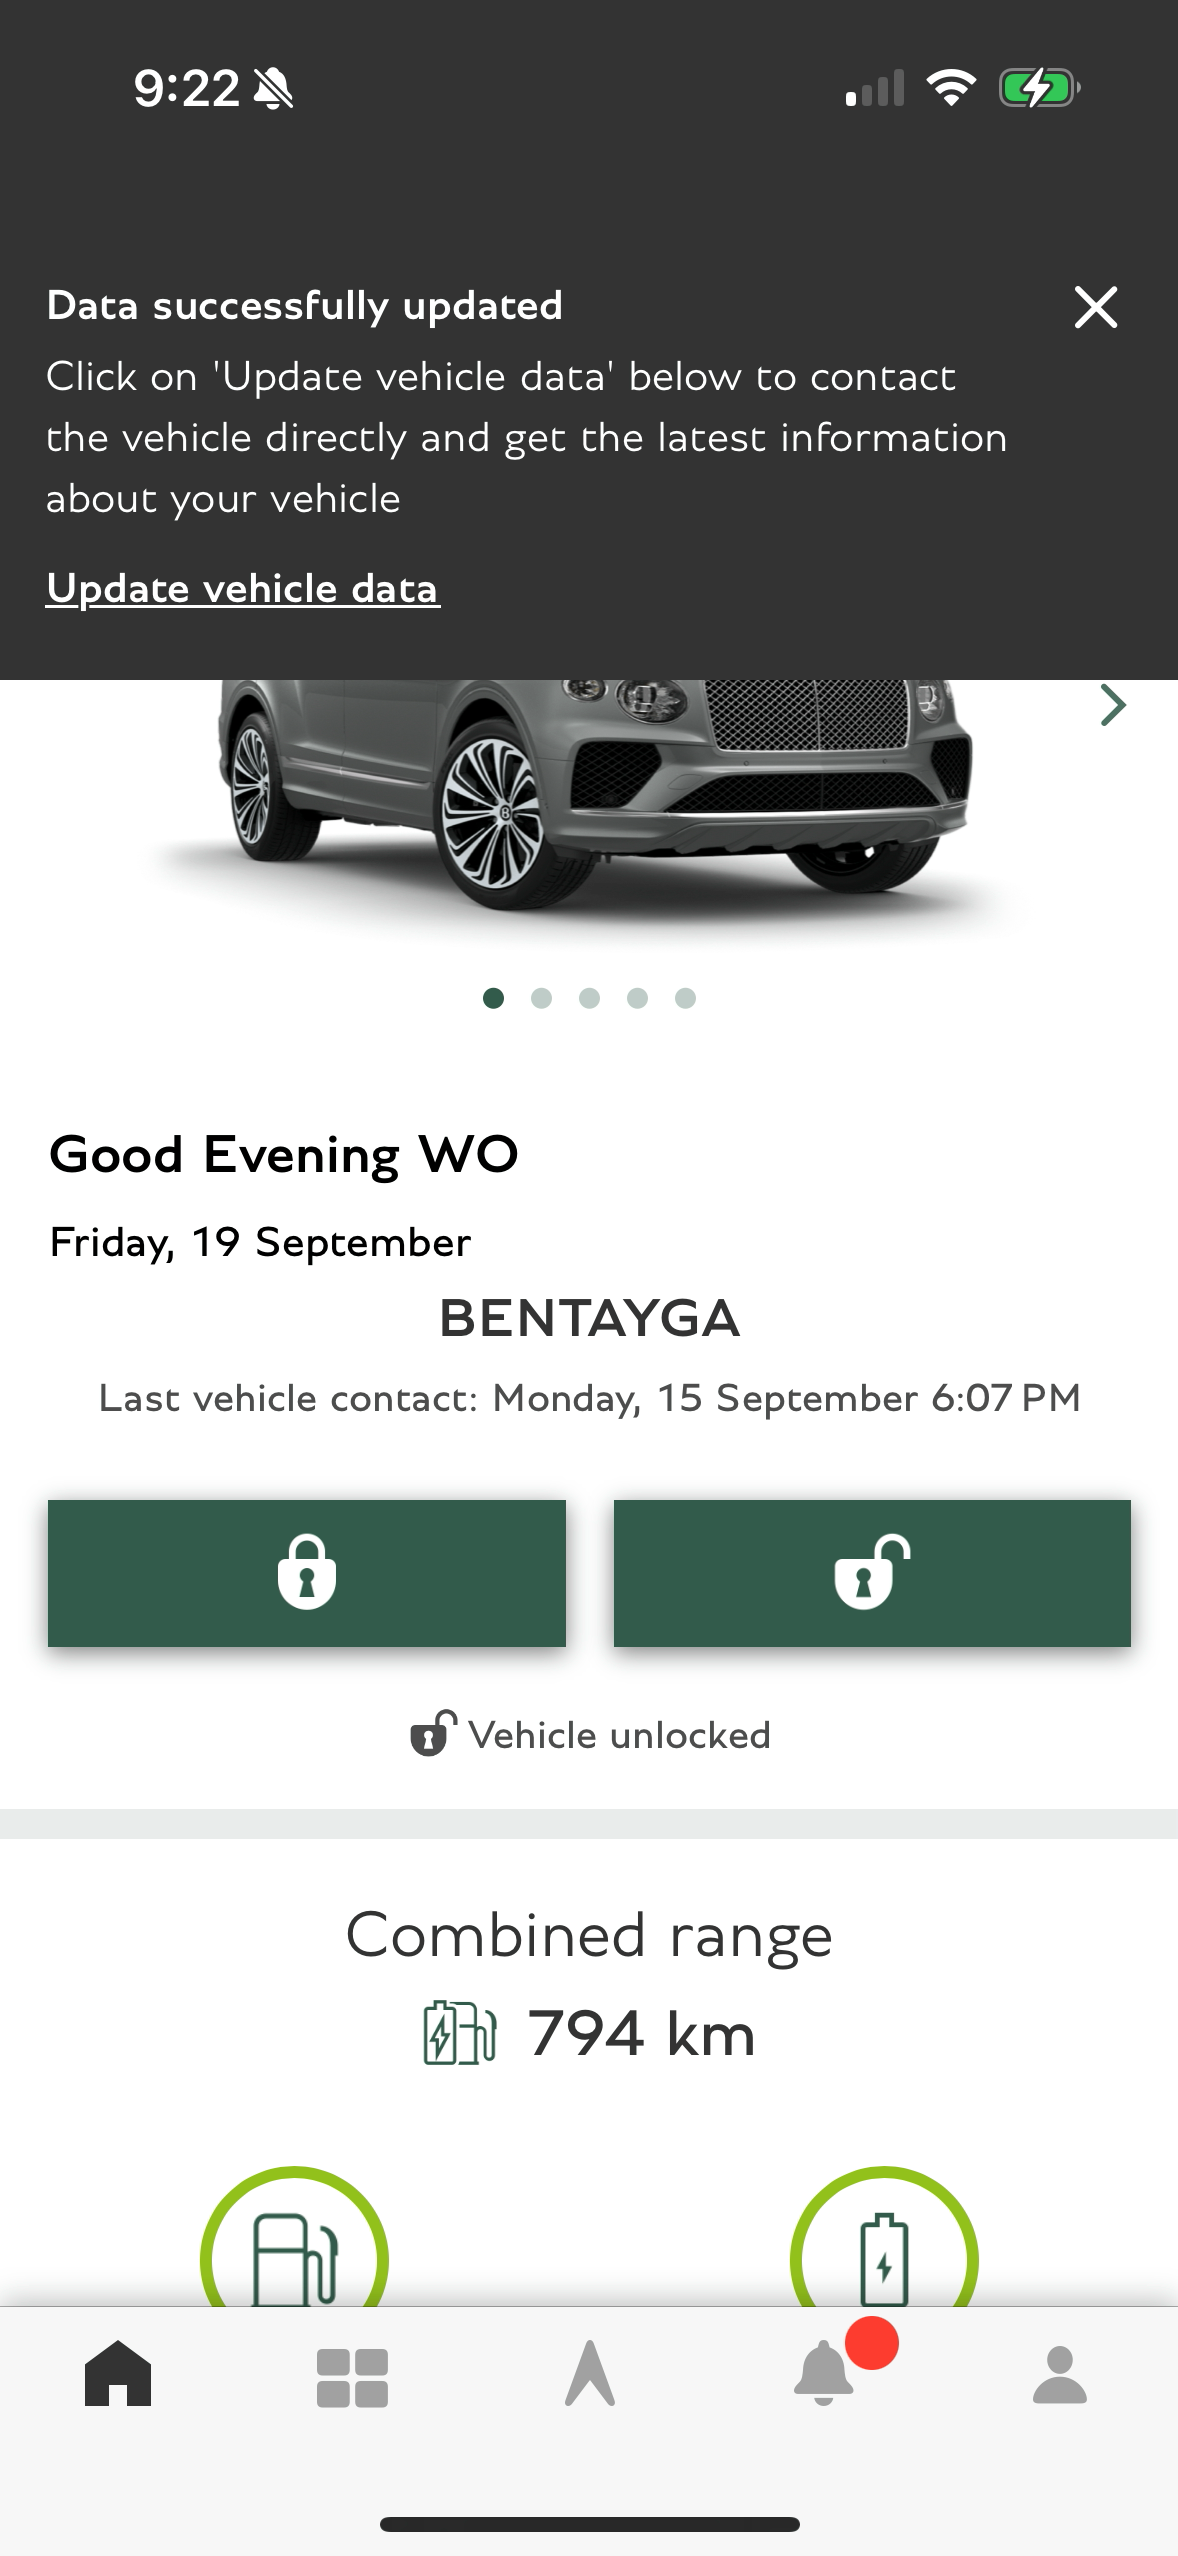 9:22
Data successfully updated
Click on 'Update vehicle data' below to contact
the vehicle directly and get the latest information
about your vehicle
Update vehicle data
Good Evening WO
Friday, 19 September
BENTAYGA
Last vehicle contact: Monday, 15 September 6:07 PM
Vehicle unlocked
Combined range
794 km